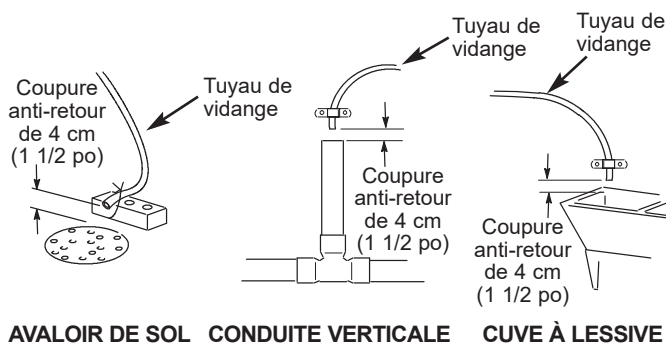 Coupure
anti-retour
de 4 cm
(1 1/2 po)
Tuyau de
vidange
AVALOIR DE SOL
Tuyau de
vidange
Coupure
anti-retour
de 4 cm
(1 1/2 po)
CONDUITE VERTICALE
Tuyau de
vidange
Coupure
anti-retour
de 4 cm
(1 1/2 po)
CUVE À LESSIVE